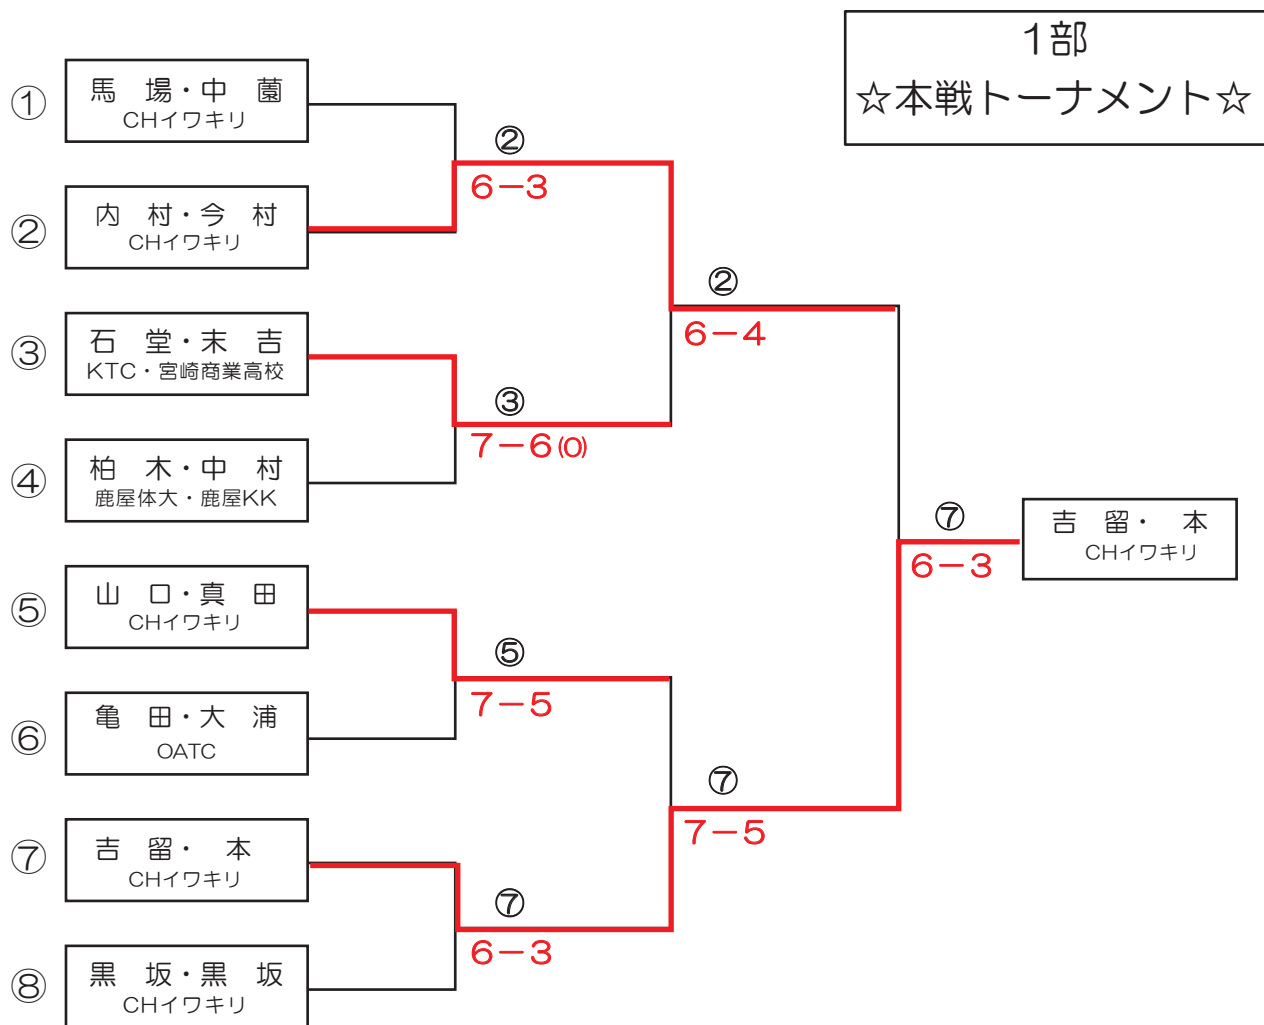 1部
☆本戦トーナメント☆
① 馬 場・中 薗
CHイワキリ
②
6-3
② 内 村・今 村
CHイワキリ
②
6-4
③ 石 堂・末 吉
KTC・宮崎商業高校
③
7-6(0)
④ 柏 木・中 村
鹿屋体大・鹿屋KK
⑦
6-3
吉 留・ 本
CHイワキリ
⑤ 山 口・真 田
CHイワキリ
⑤
7-5
⑥ 亀 田・大 浦
OATC
⑦
7-5
⑦ 吉 留・ 本
CHイワキリ
⑦
6-3
⑧ 黒 坂・黒 坂
CHイワキリ